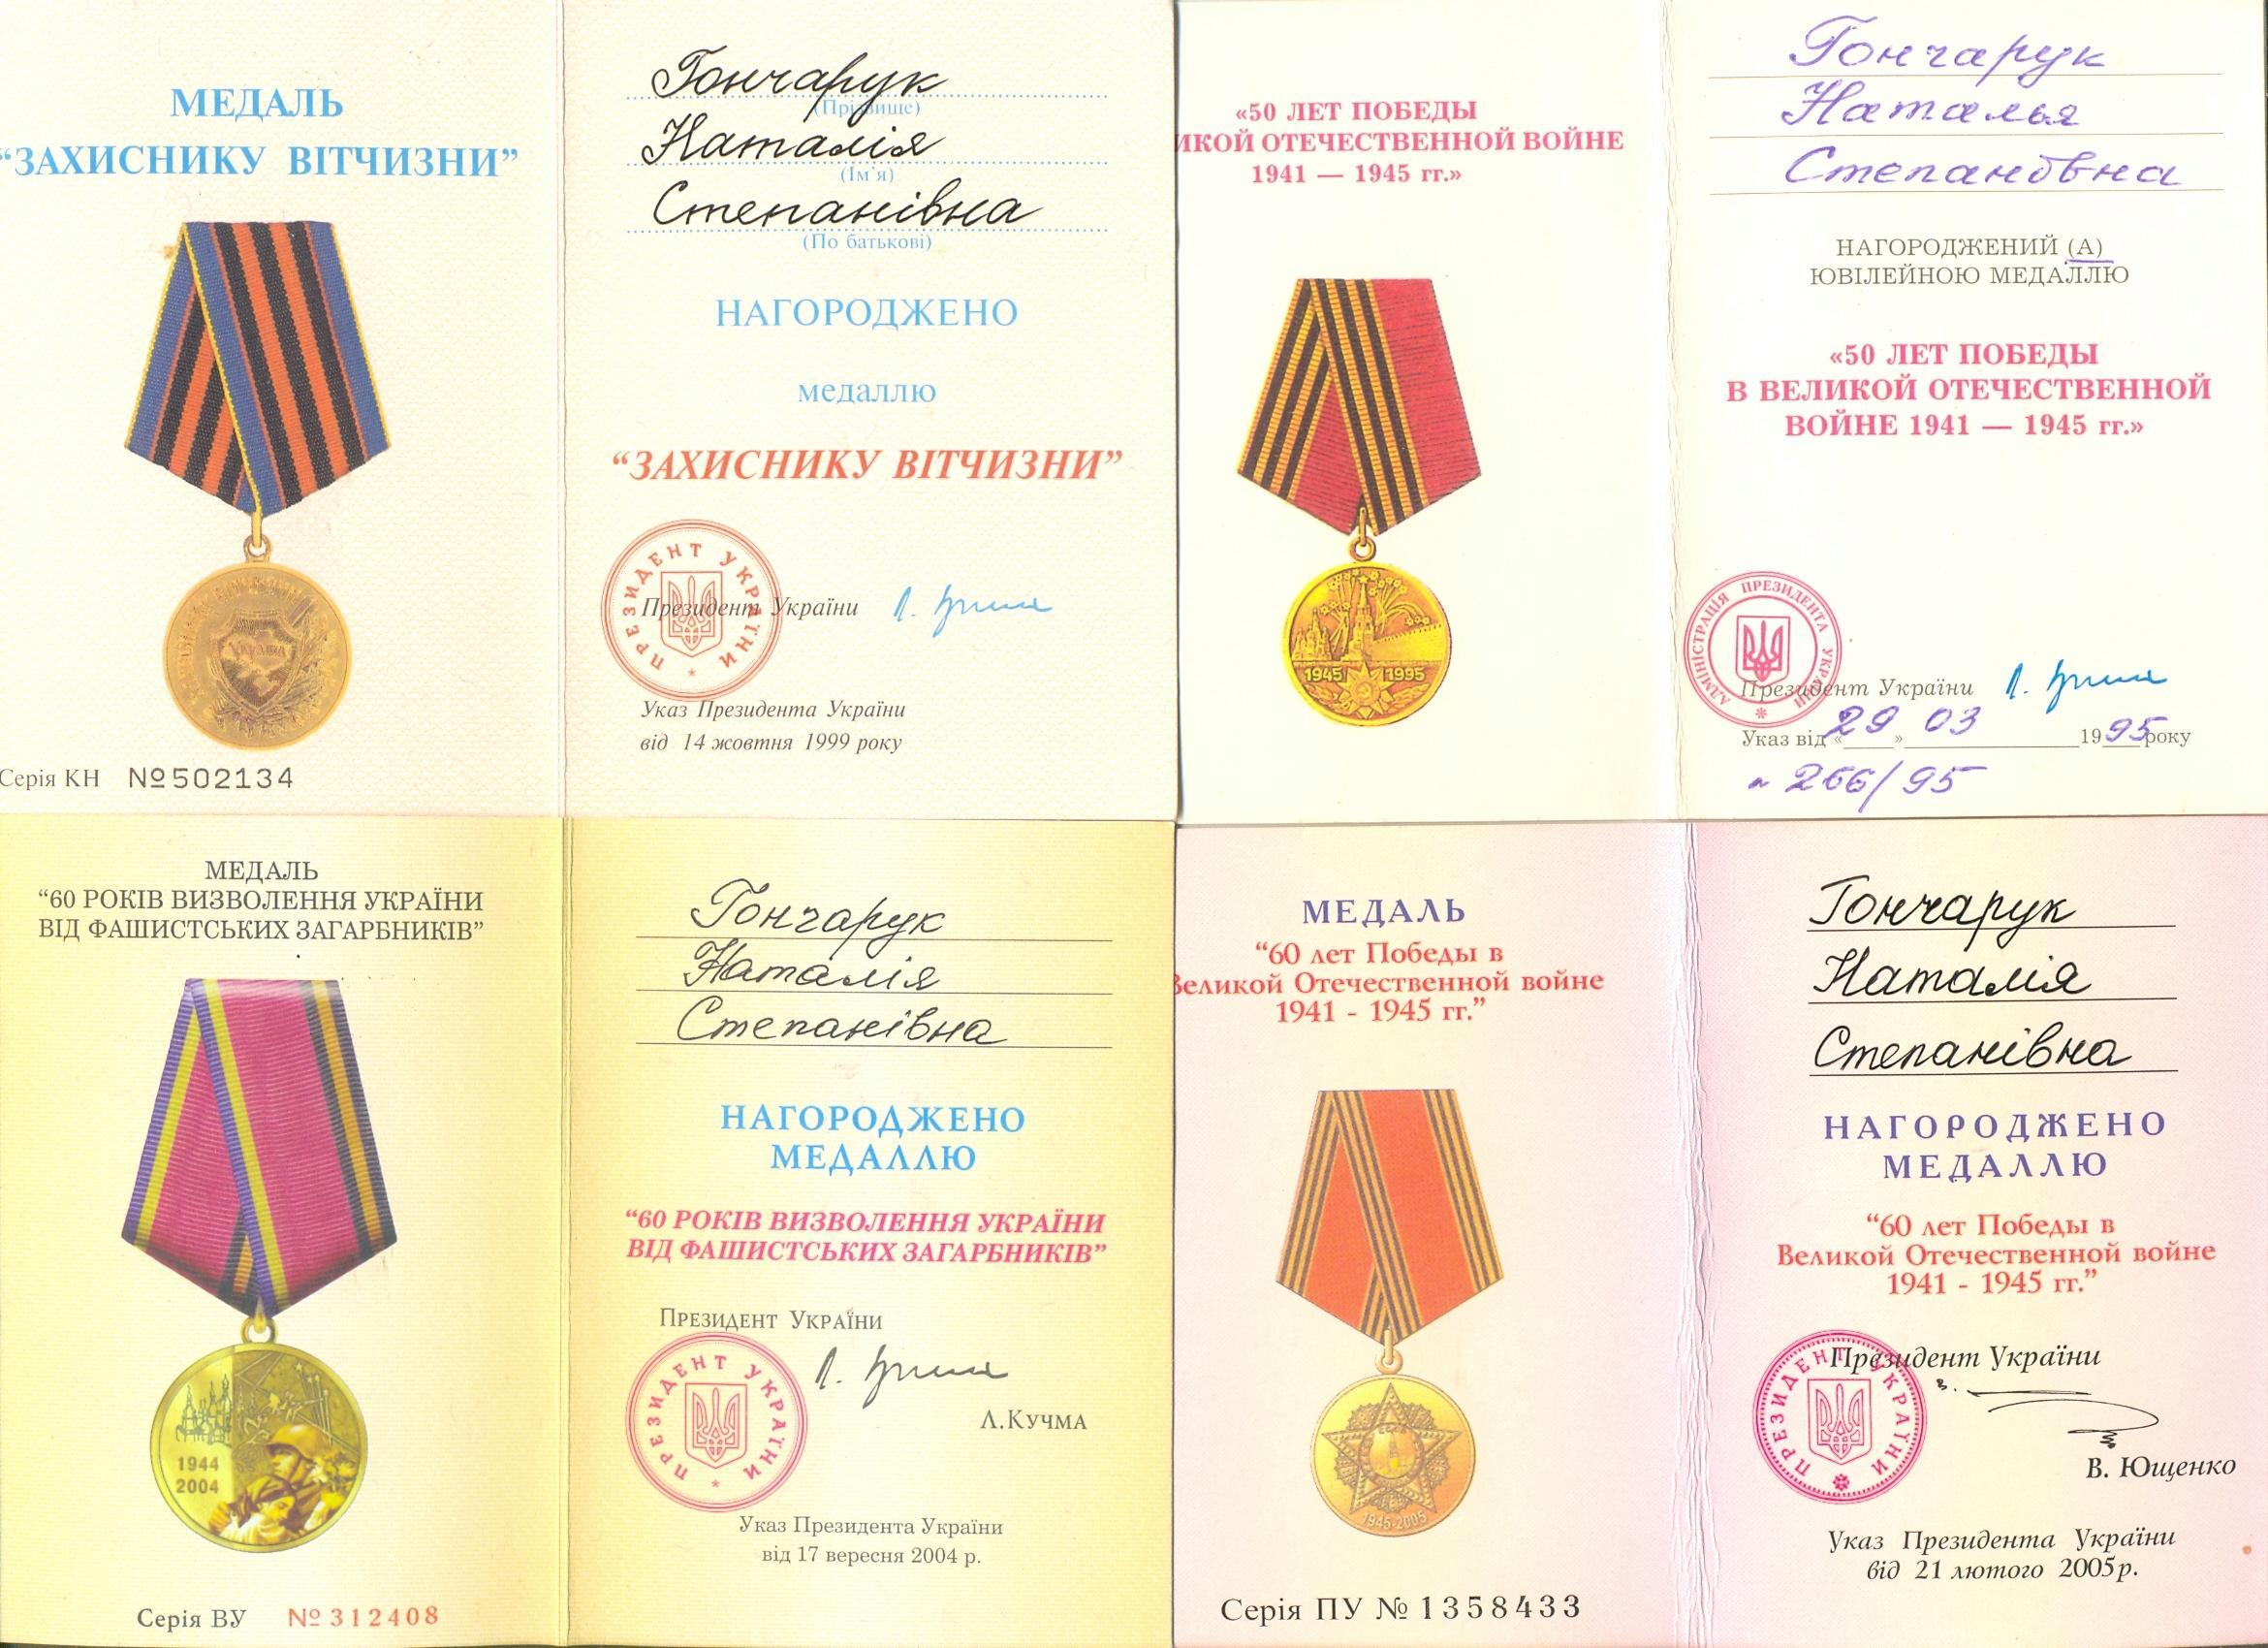 МЕДАЛЬ
“ЗАХИСНИКУ ВІТЧИЗНИ”
УКРАЇНА
Серія КН №502134
Гончарук
(Прізвище)
Наталія
(Ім'я)
Степанівна
(По батькові)
НАГОРОДЖЕНО
медаллю
“ЗАХИСНИКУ ВІТЧИЗНИ”
ПРЕЗИДЕНТ УКРАЇНИ
Президент України
Указ Президента України
від 14 жовтня 1999 року
«50 ЛЕТ ПОБЕДЫ
ИКОЙ ОТЕЧЕСТВЕННОЙ ВОЙНЕ
1941 — 1945 гг.»
1945 1995
Гончарук
Наталья
Степановна
НАГОРОДЖЕНИЙ (А)
ЮВІЛЕЙНОЮ МЕДАЛЛЮ
«50 ЛЕТ ПОБЕДЫ
В ВЕЛИКОЙ ОТЕЧЕСТВЕННОЙ
ВОЙНЕ 1941 — 1945 гг.»
АДМІНІСТРАЦІЯ ПРЕЗИДЕНТА УКРАЇНИ
Президент України
Указ від «29» 03 1995 року
266/95
МЕДАЛЬ
“60 РОКІВ ВИЗВОЛЕННЯ УКРАЇНИ
ВІД ФАШИСТСЬКИХ ЗАГАРБНИКІВ”
1944
2004
Серія ВУ №312408
Гончарук
Наталія
Степанівна
НАГОРОДЖЕНО
МЕДАЛЛЮ
“60 РОКІВ ВИЗВОЛЕННЯ УКРАЇНИ
ВІД ФАШИСТСЬКИХ ЗАГАРБНИКІВ”
ПРЕЗИДЕНТ УКРАЇНИ
ПРЕЗИДЕНТ УКРАЇНИ
Л.КУЧМА
Указ Президента України
від 17 вересня 2004 р.
МЕДАЛЬ
“60 лет Победы в
Великой Отечественной войне
1941 - 1945 гг.”
1945-2005
Серія ПУ № 1358433
Гончарук
Наталія
Степанівна
НАГОРОДЖЕНО
МЕДАЛЛЮ
“60 лет Победы в
Великой Отечественной войне
1941 - 1945 гг.”
ПРЕЗИДЕНТ УКРАЇНИ
Президент України
В. Ющенко
Указ Президента України
від 21 лютого 2005р.